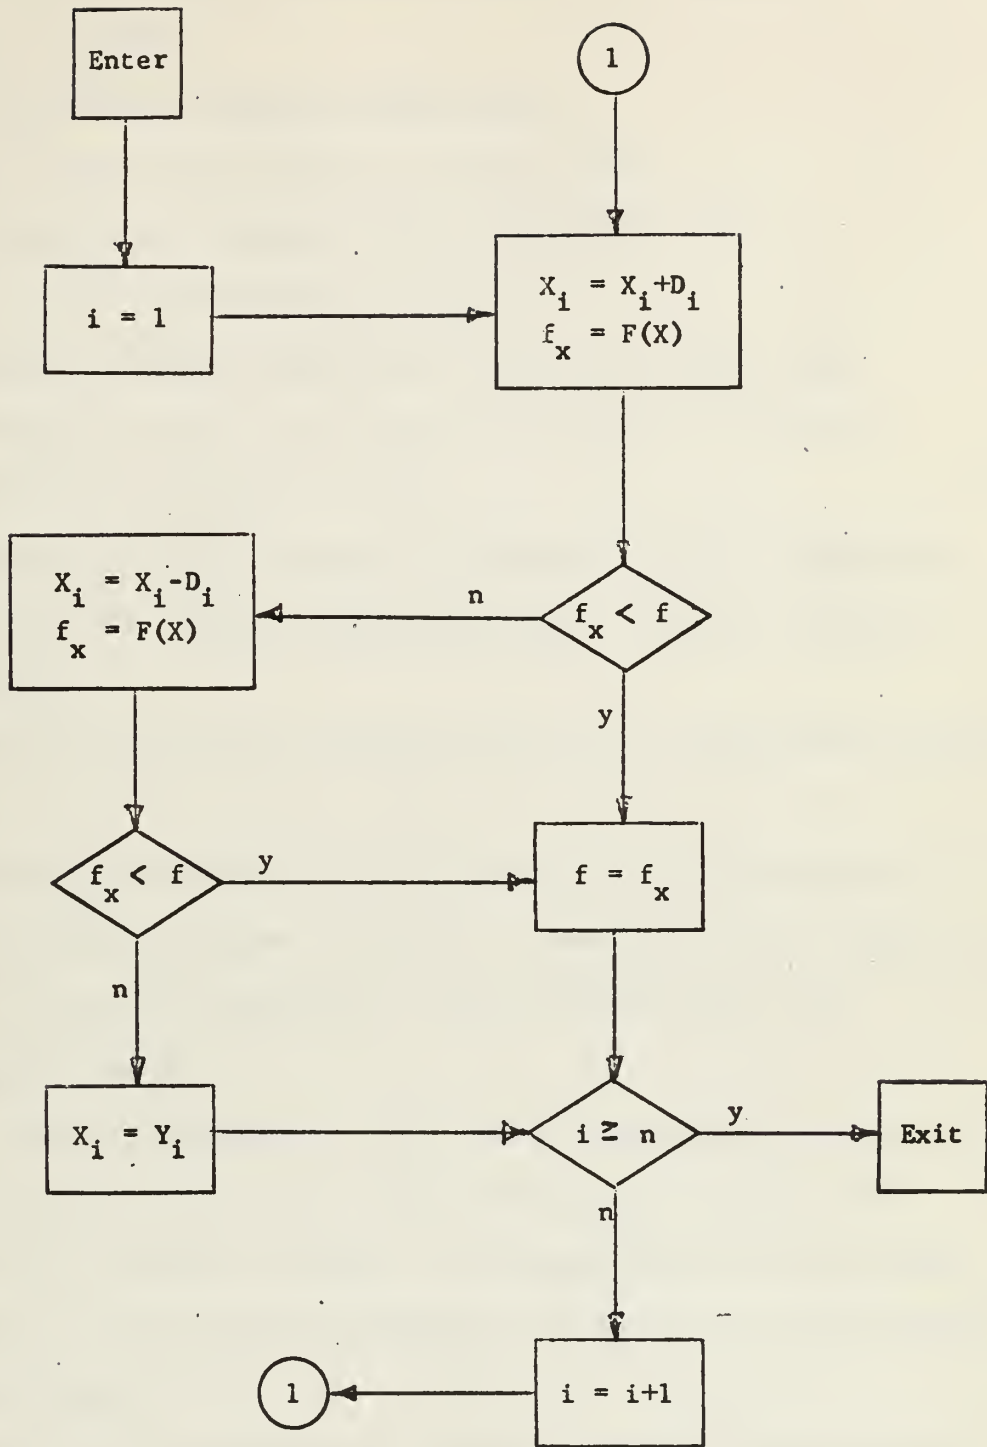 Enter
1
i = 1
X_i = X_i+D_i
f_x = F(X)
X_i = X_i-D_i
f_x = F(X)
n
f_x < f
y
f_x < f
y
f = f_x
n
X_i = Y_i
i ≥ n
y
Exit
n
1
i = i+1